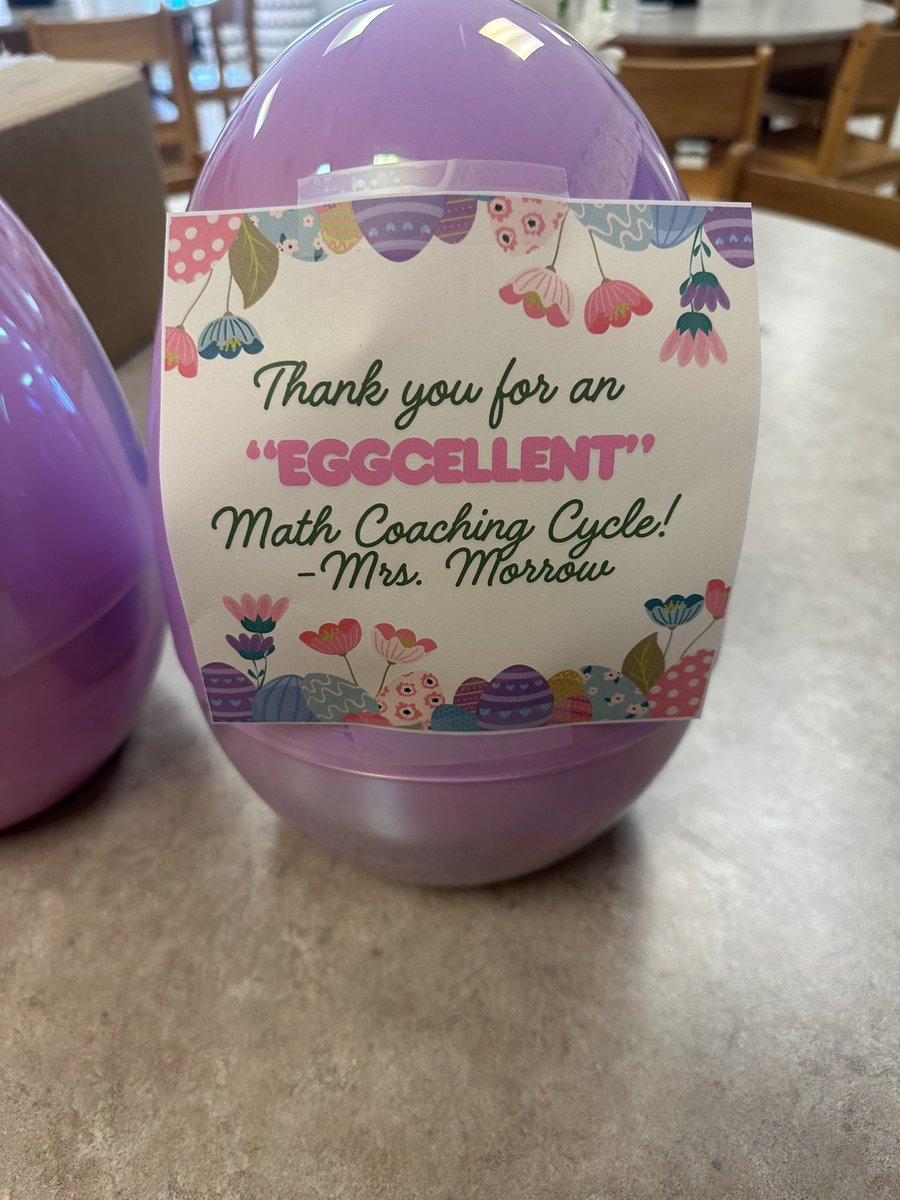 Thank you for an
“EGGCELLENT”
Math Coaching Cycle!
-Mrs. Morrow